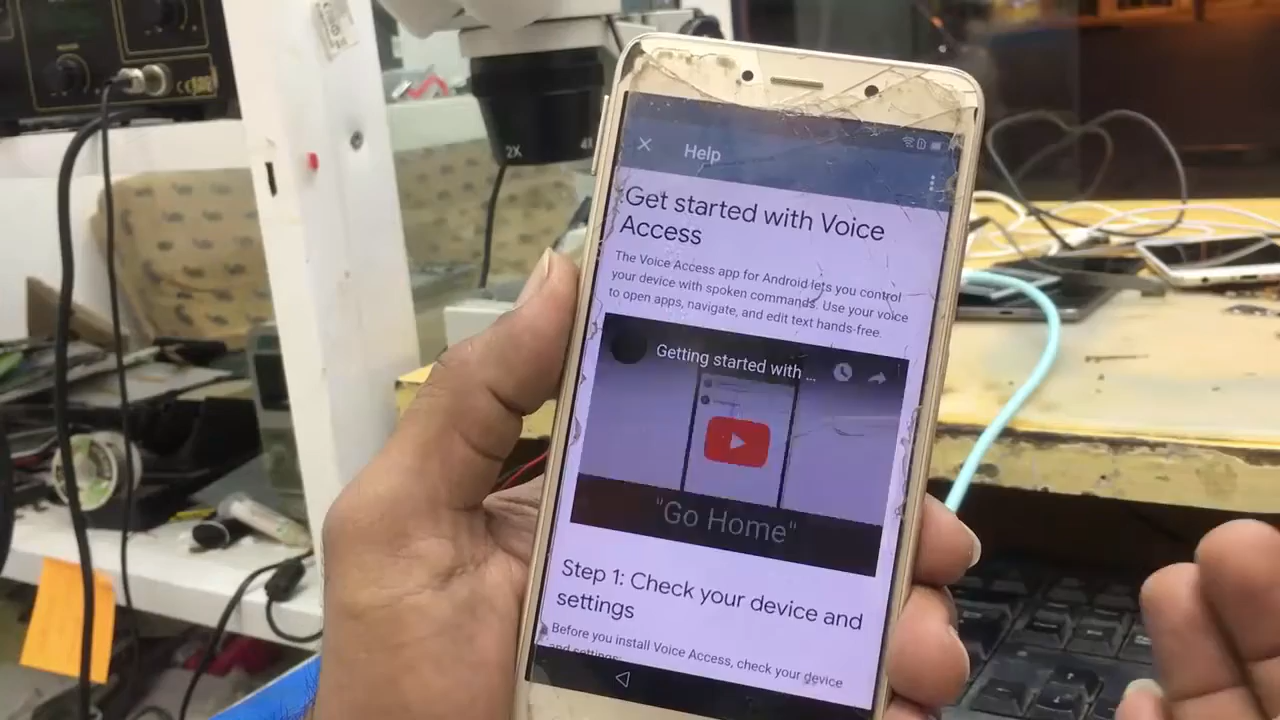 2X
Help
Get started with Voice
Access
The Voice Access app for Android lets you control
your device with spoken commands. Use your voice
to open apps, navigate, and edit text hands-free.
Getting started with ...
"Go Home"
Step 1: Check your device and
settings
Before you install Voice Access, check your device
and settings: